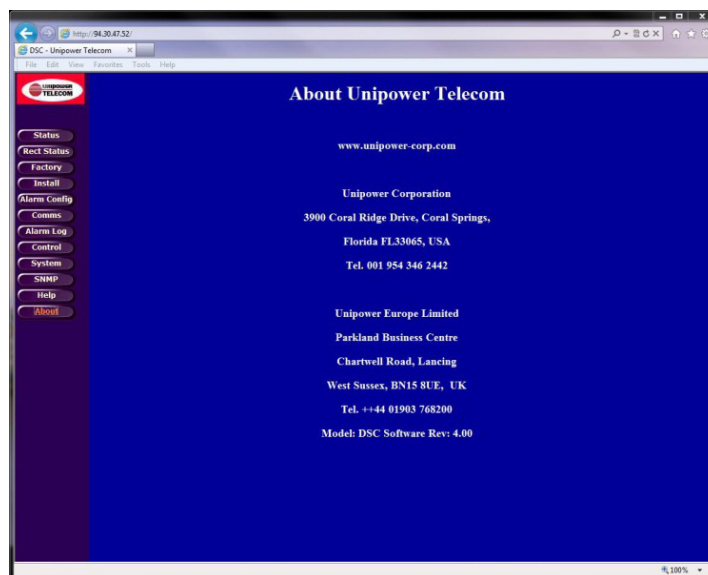 http://94.30.47.52/
DSC - Unipower Telecom
File Edit View Favorites Tools Help
UNIPOWER
TELECOM
About Unipower Telecom
Status
Rect Status
Factory
Install
Alarm Config
Comms
Alarm Log
Control
System
SNMP
Help
About
www.unipower-corp.com
Unipower Corporation
3900 Coral Ridge Drive, Coral Springs,
Florida FL33065, USA
Tel. 001 954 346 2442
Unipower Europe Limited
Parkland Business Centre
Chartwell Road, Lancing
West Sussex, BN15 8UE, UK
Tel. ++44 01903 768200
Model: DSC Software Rev: 4.00
100%